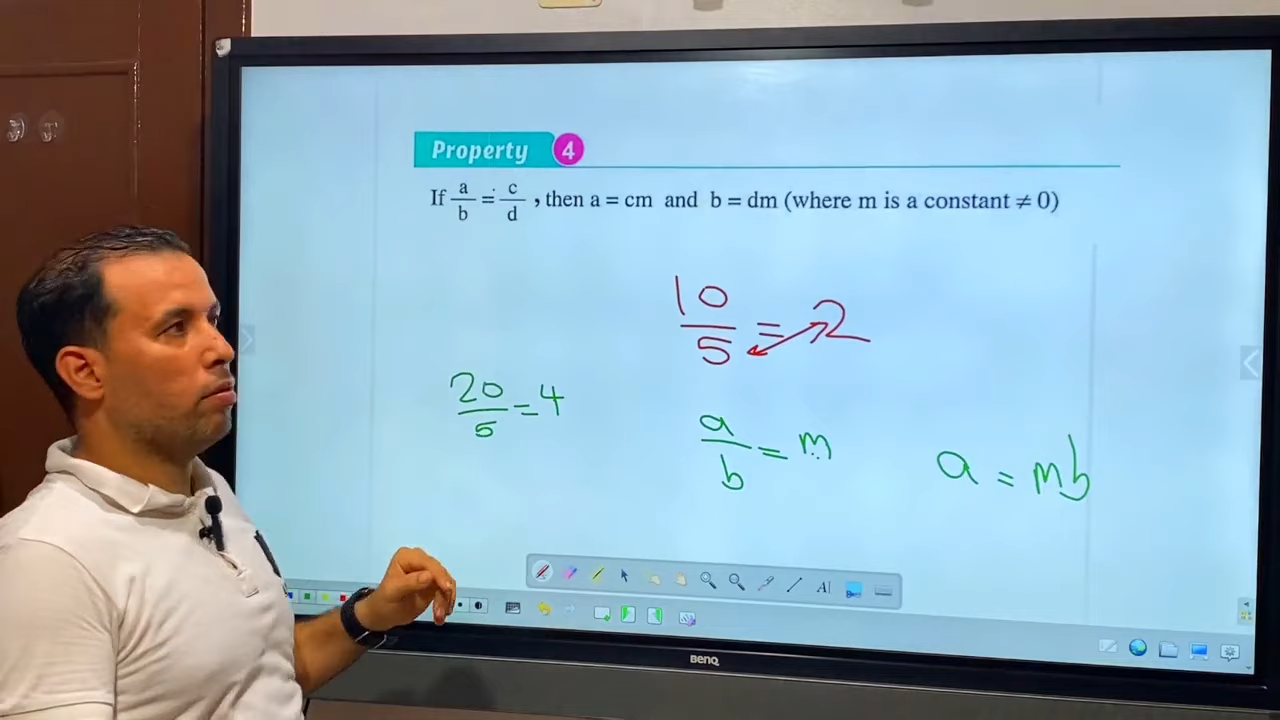 Property 4
If a/b = c/d , then a = cm and b = dm (where m is a constant ≠ 0)
10/5 = 2
20/5 = 4
a/b = m
a = mb
AI
BenQ